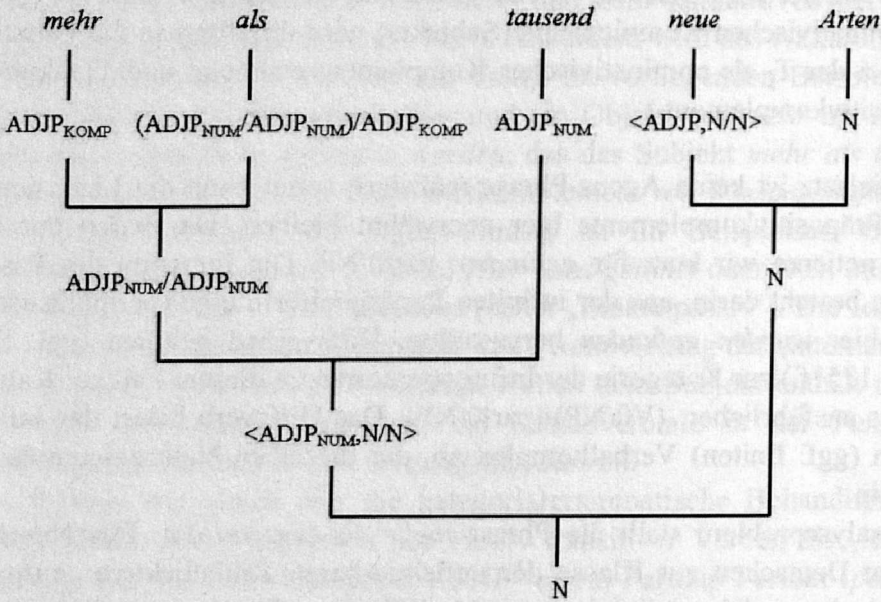 mehr als tausend neue Arten
ADJP_KOMP (ADJP_NUM/ADJP_NUM)/ADJP_KOMP ADJP_NUM <ADJP,N/N> N
ADJP_NUM/ADJP_NUM N
<ADJP_NUM,N/N>
N